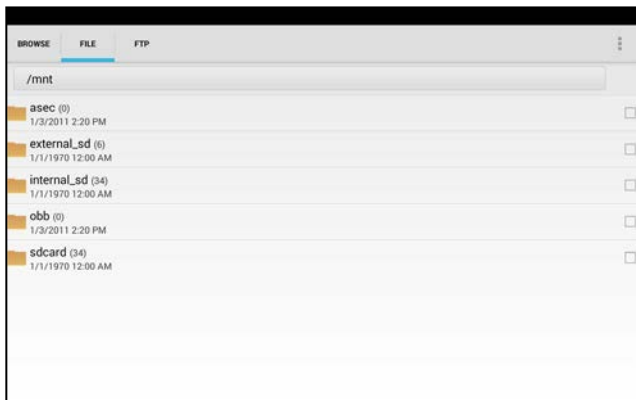 BROWSE FILE FTP
/mnt
asec (0)
1/3/2011 2:20 PM
external_sd (6)
1/1/1970 12:00 AM
internal_sd (34)
1/1/1970 12:00 AM
obb (0)
1/3/2011 2:20 PM
sdcard (34)
1/1/1970 12:00 AM